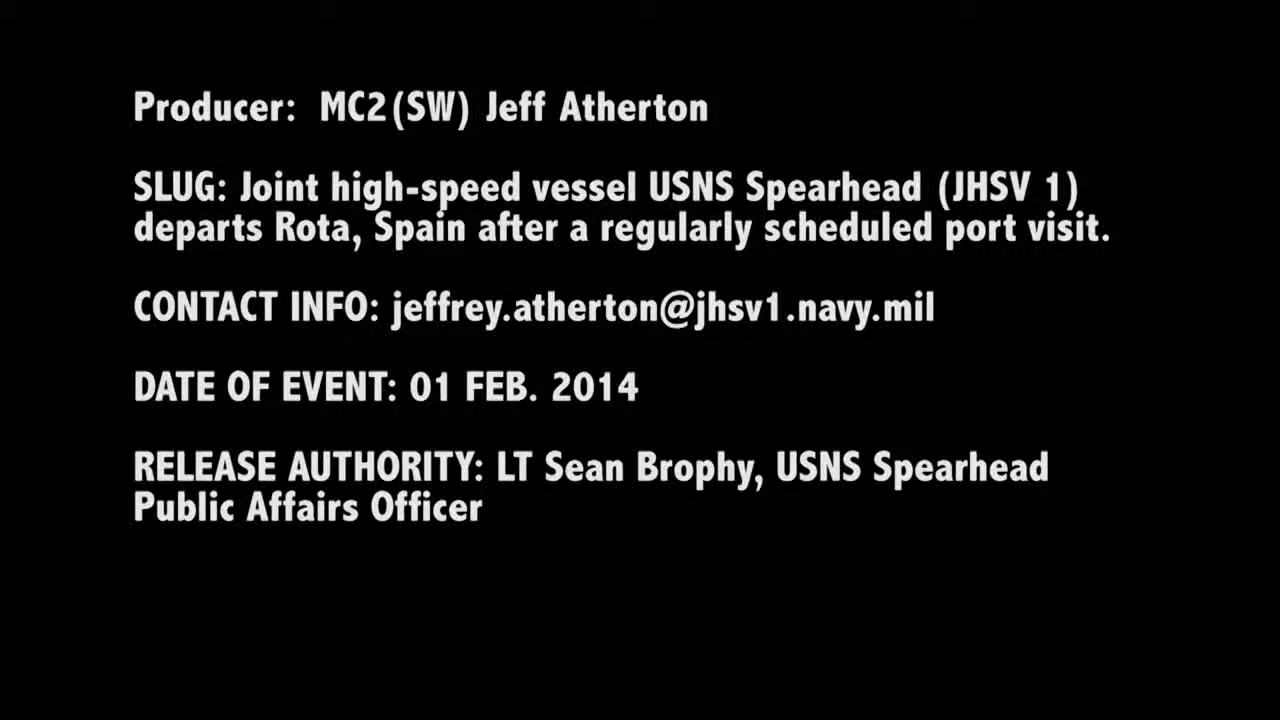 Producer:  MC2(SW) Jeff Atherton
SLUG: Joint high-speed vessel USNS Spearhead (JHSV 1)
departs Rota, Spain after a regularly scheduled port visit.
CONTACT INFO: jeffrey.atherton@jhsv1.navy.mil
DATE OF EVENT: 01 FEB. 2014
RELEASE AUTHORITY: LT Sean Brophy, USNS Spearhead
Public Affairs Officer